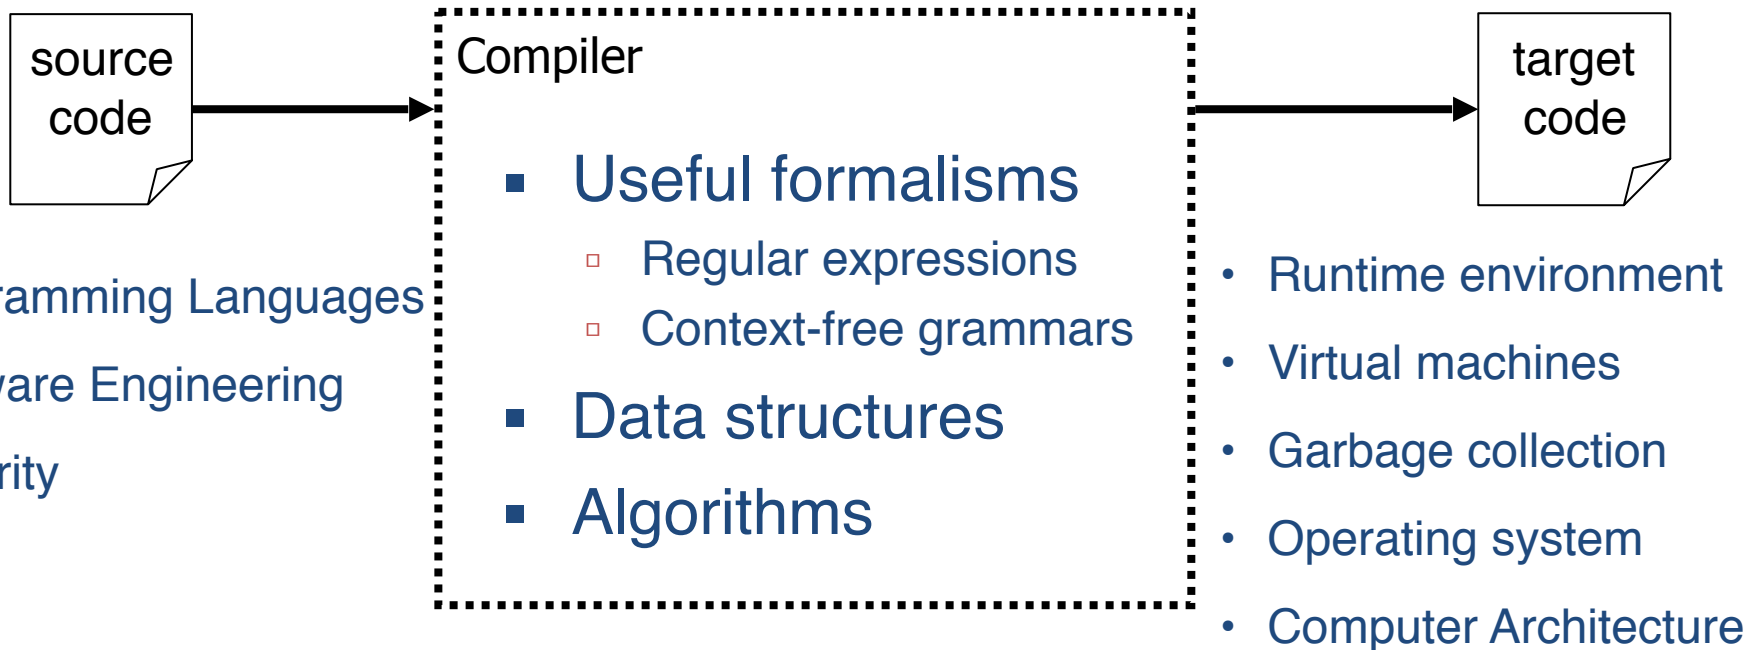 source
code
ramming Languages
are Engineering
rity
Compiler
▪ Useful formalisms
▫ Regular expressions
▫ Context-free grammars
▪ Data structures
▪ Algorithms
target
code
• Runtime environment
• Virtual machines
• Garbage collection
• Operating system
• Computer Architecture